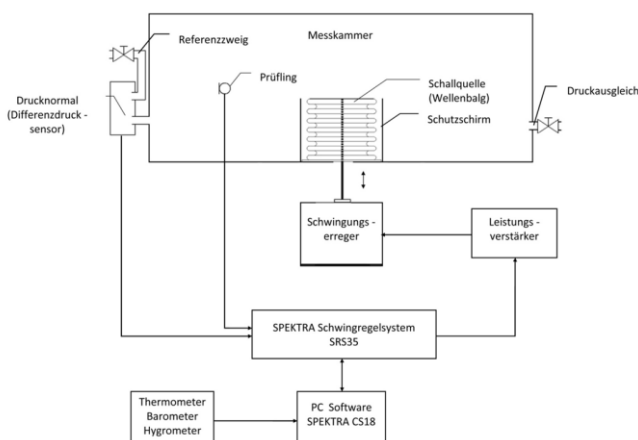 Referenzzweig
Messkammer
Drucknormal
(Differenzdruck -
sensor)
Prüfling
Schallquelle
(Wellenbalg)
Schutzschirm
Druckausgleich
Schwingungs -
erreger
Leistungs -
verstärker
SPEKTRA Schwingregelsystem
SRS35
Thermometer
Barometer
Hygrometer
PC Software
SPEKTRA CS18